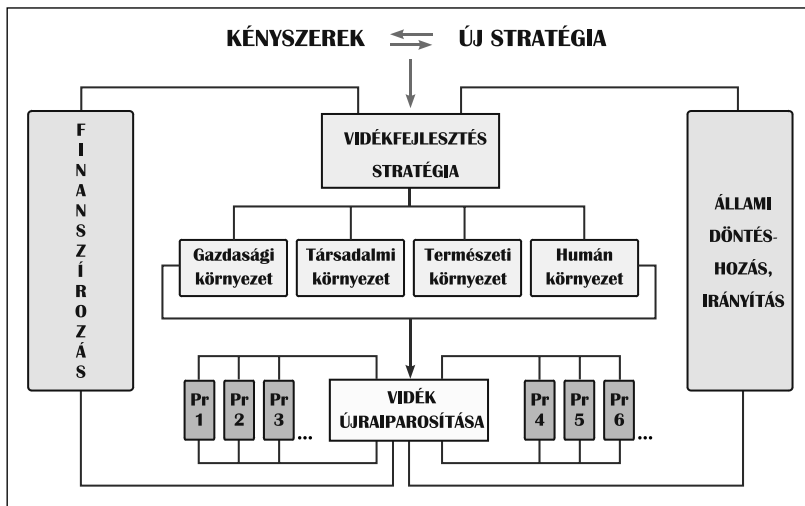 KÉNYSZEREK ÚJ STRATÉGIA
FINANSZÍROZÁS
VIDÉKFEJLESZTÉS
STRATÉGIA
ÁLLAMI
DÖNTÉS-
HOZÁS,
IRÁNYÍTÁS
Gazdasági
környezet
Társadalmi
környezet
Természeti
környezet
Humán
környezet
Pr
1
Pr
2
Pr
3
...
VIDÉK
ÚJRAIPAROSÍTÁSA
Pr
4
Pr
5
Pr
6
...